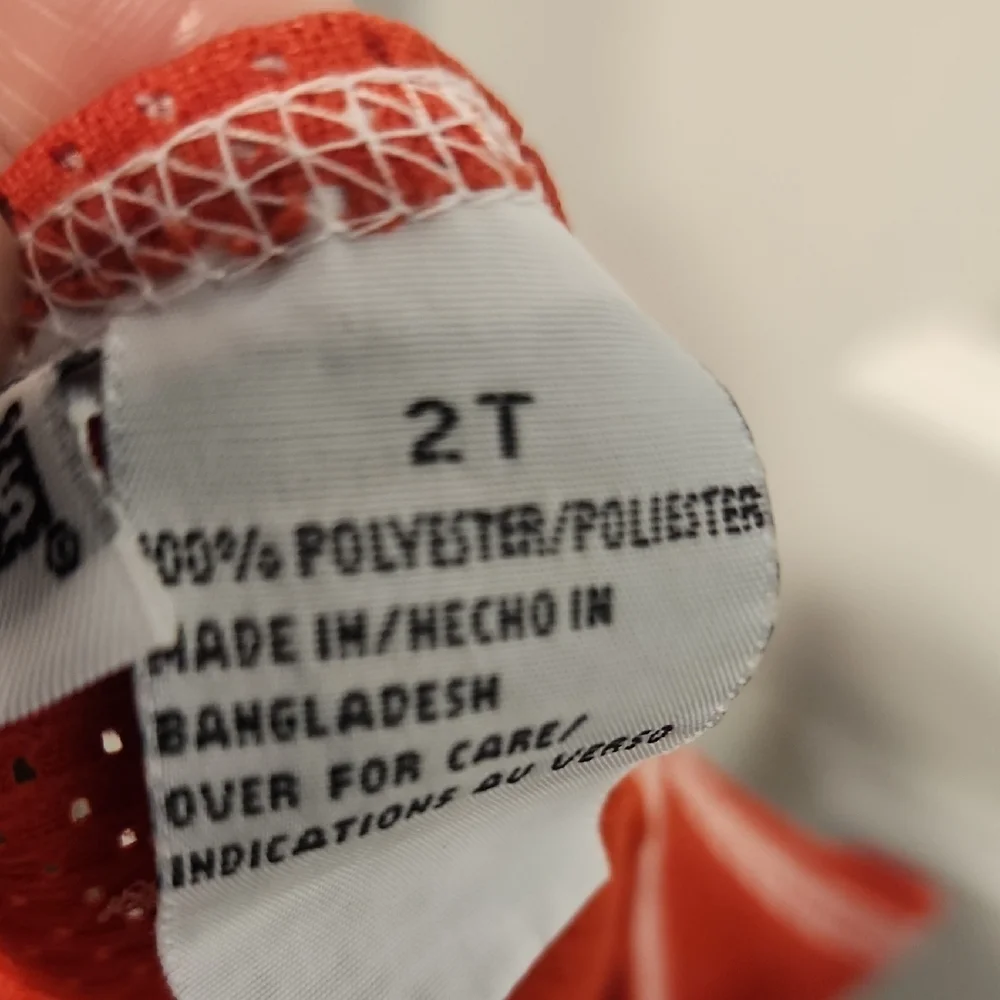 2T
100% POLYESTER/POLIESTER
MADE IN/HECHO IN
BANGLADESH
OVER FOR CARE/
INDICATIONS AU VERSO